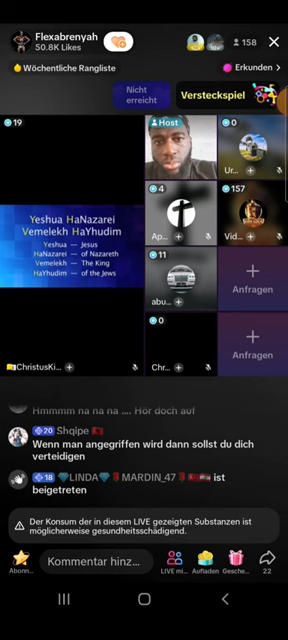 Flexabrenyah
50.8K Likes
158
Wöchentliche Rangliste
Erkunden >
Nicht erreicht
Versteckspiel
19
Host
0
Ur...
4
Ap...
157
Vid...
11
abu...
Anfragen
0
Chr...
Anfragen
Yeshua HaNazarei
Vemelekh HaYhudim
Yeshua — Jesus
HaNazarei — of Nazareth
Vemelekh — The King
HaYhudim — of the Jews
ChristusKi...
Hmmmm na na na .... Hör doch auf
20 Shqipe
Wenn man angegriffen wird dann sollst du dich
verteidigen
18 LINDA MARDIN_47 ist
beigetreten
Der Konsum der in diesem LIVE gezeigten Substanzen ist
möglicherweise gesundheitsschädigend.
Kommentar hinz...
Abonn...
LIVE mi...
Aufladen
Gesche...
22